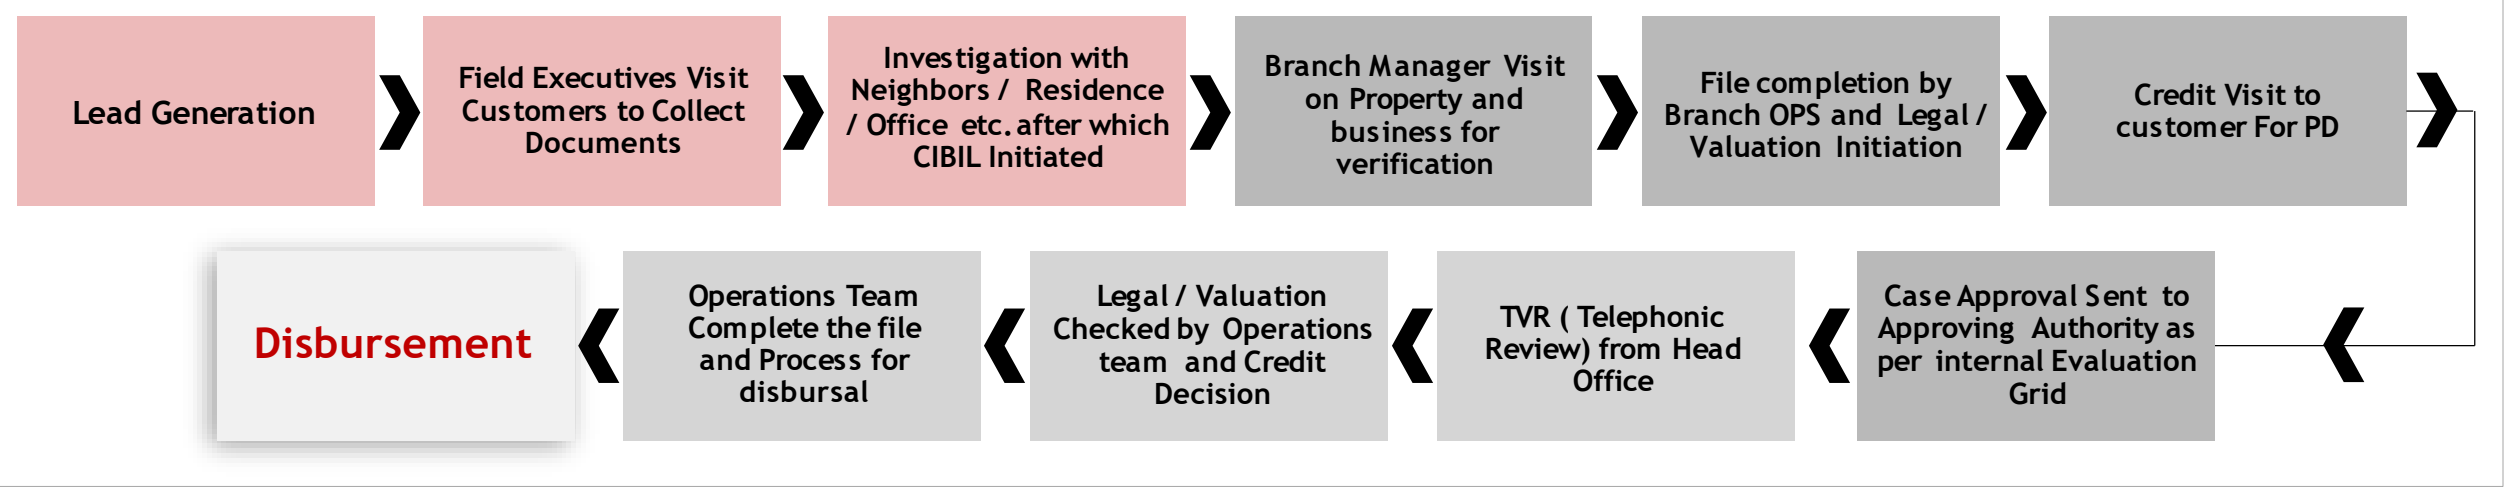 Lead Generation
Field Executives Visit
Customers to Collect
Documents
Investigation with
Neighbors / Residence
/ Office etc. after which
CIBIL Initiated
Branch Manager Visit
on Property and
business for
verification
File completion by
Branch OPS and Legal /
Valuation Initiation
Credit Visit to
customer For PD
Case Approval Sent to
Approving Authority as
per internal Evaluation
Grid
TVR ( Telephonic
Review) from Head
Office
Legal / Valuation
Checked by Operations
team and Credit
Decision
Operations Team
Complete the file
and Process for
disbursal
Disbursement